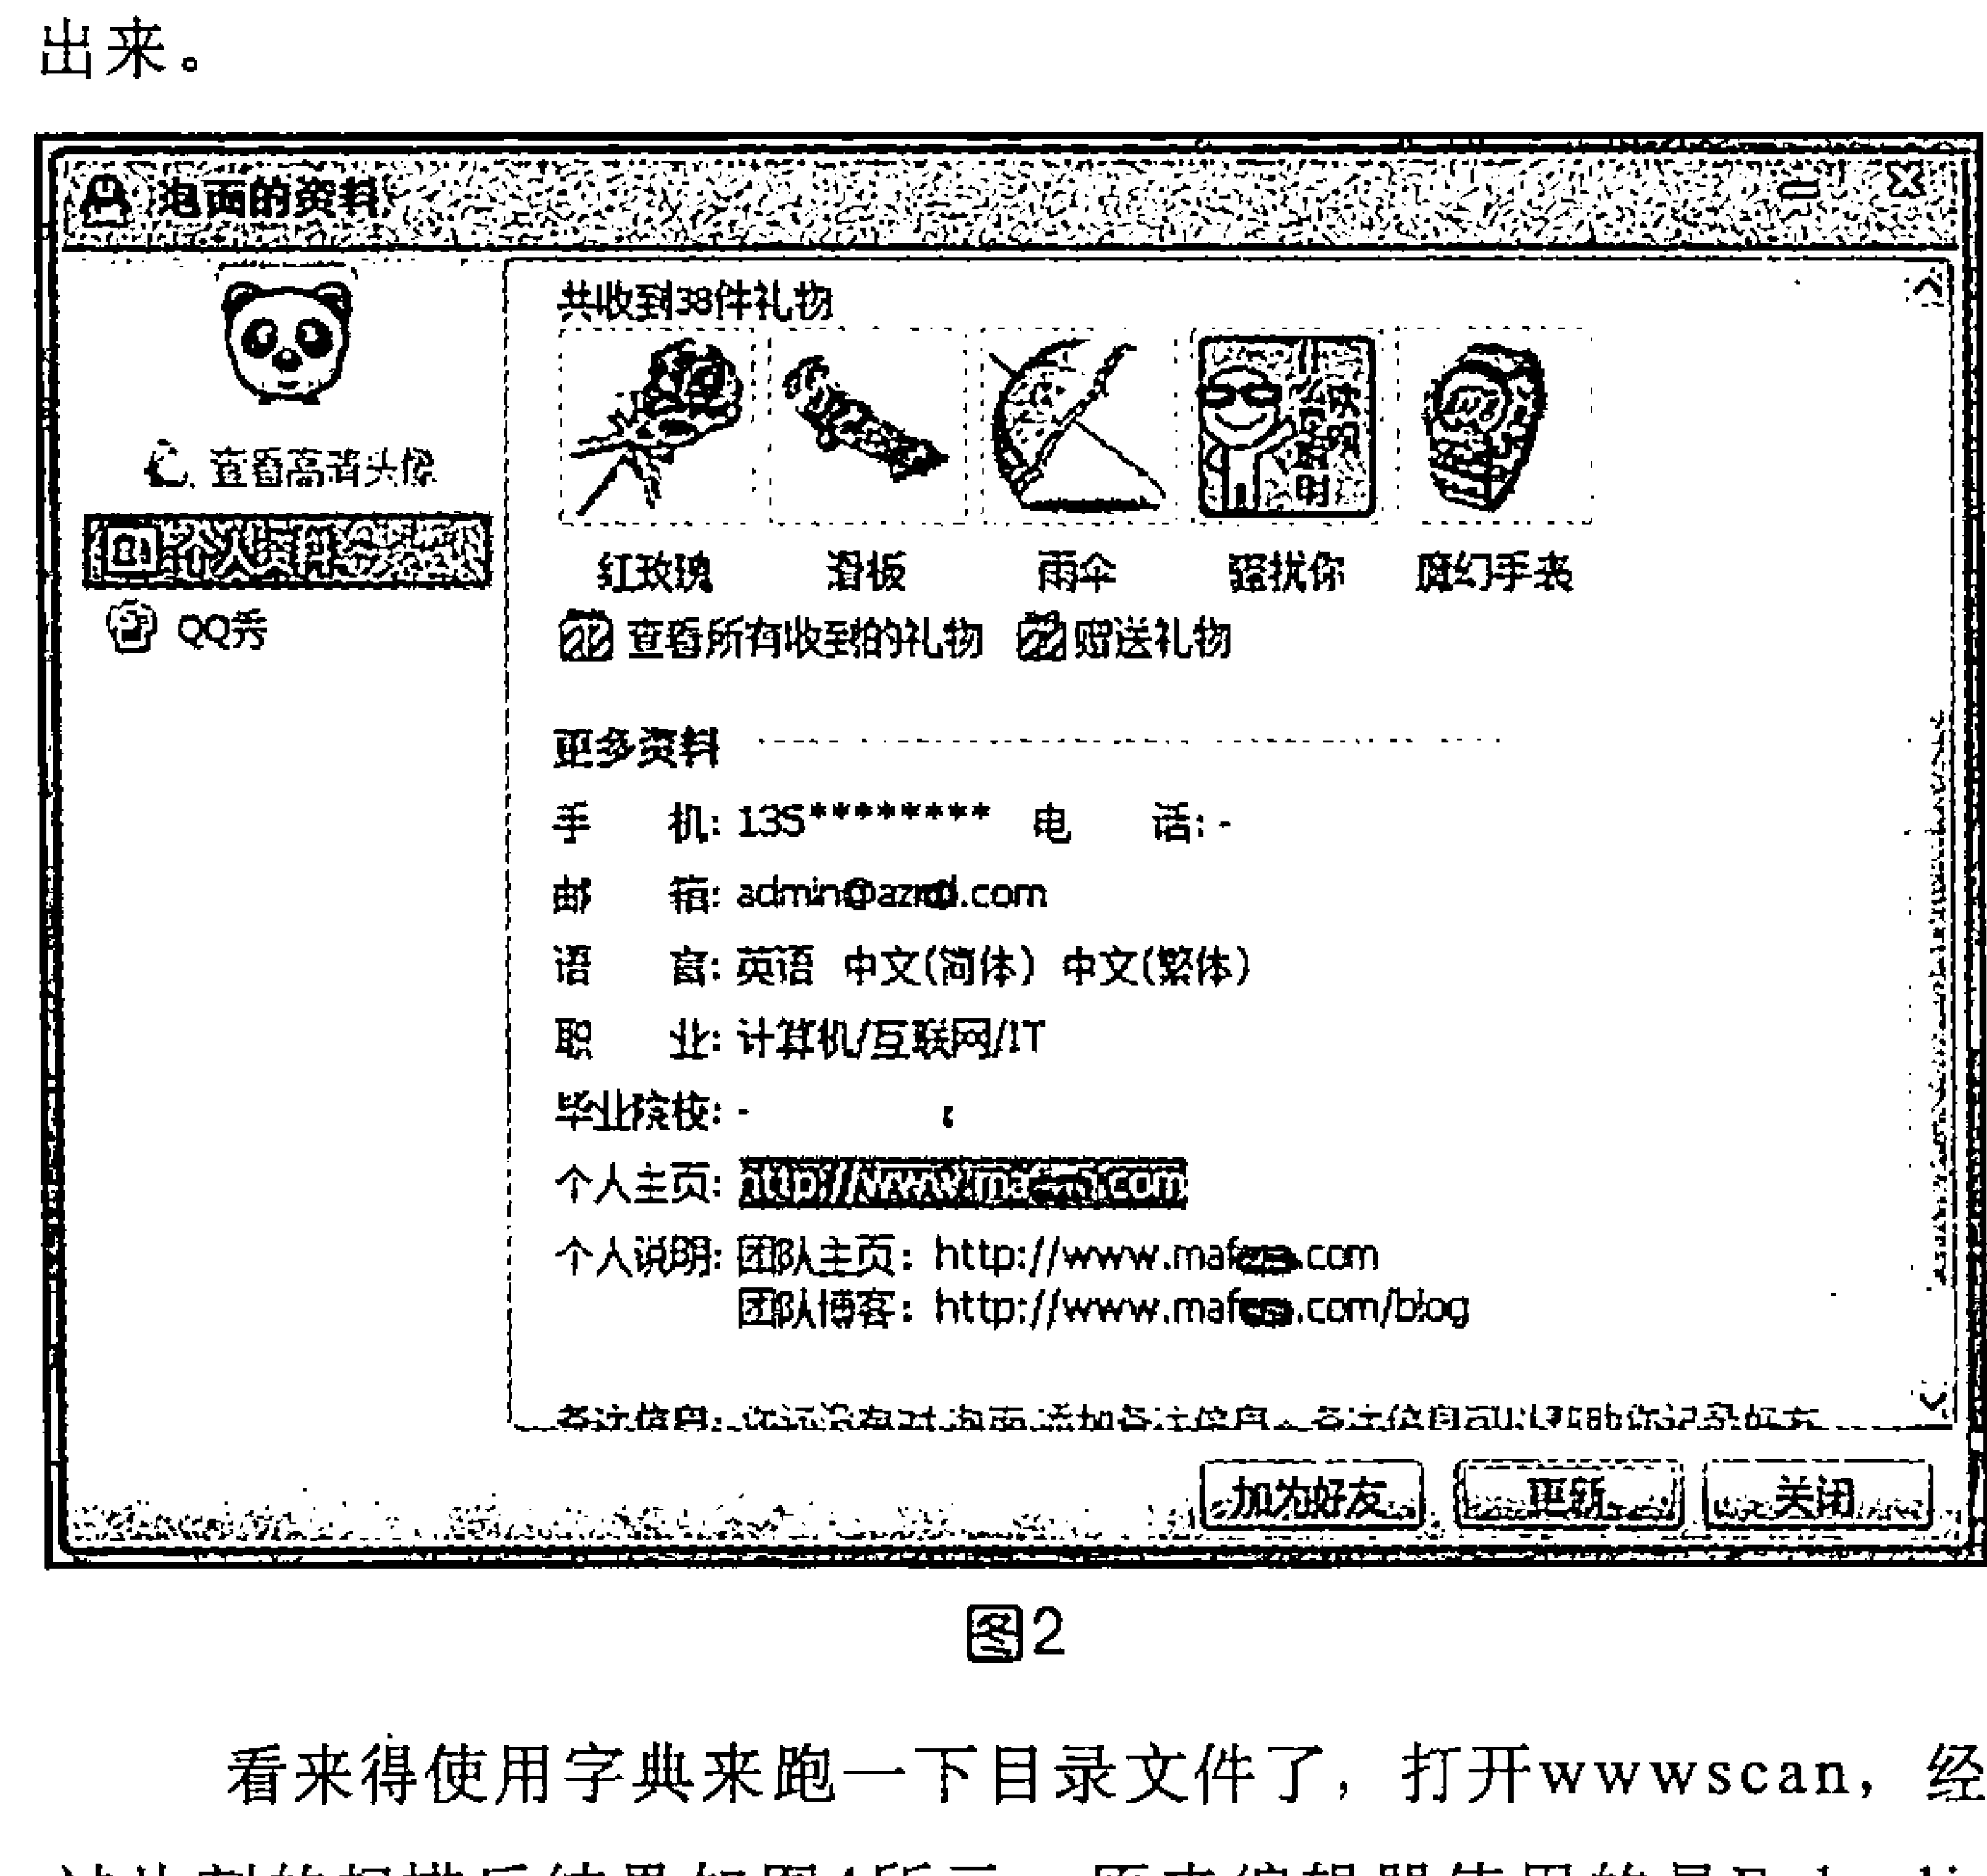 出来。
泡面的资料
共收到38件礼物
查看高清头像
个人资料
红玫瑰 滑板 雨伞 骚扰你 魔幻手表
QQ秀
查看所有收到的礼物 赠送礼物
更多资料
手 机: 135******** 电 话: -
邮 箱: .com
语 言: 英语 中文(简体) 中文(繁体)
职 业: 计算机/互联网/IT
毕业院校: -
个人主页:
个人说明: 团队主页: .com
团队博客: .com/blog
加为好友 更新 关闭
图2
看来得使用字典来跑一下目录文件了, 打开wwwscan, 经